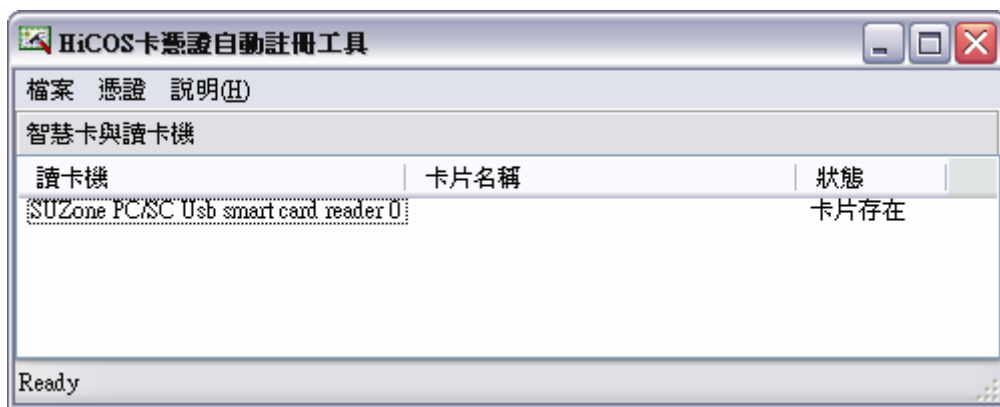 HiCOS卡憑證自動註冊工具
檔案 憑證 說明(H)
智慧卡與讀卡機
讀卡機 卡片名稱 狀態
SUZone PC/SC Usb smart card reader 0 卡片存在
Ready